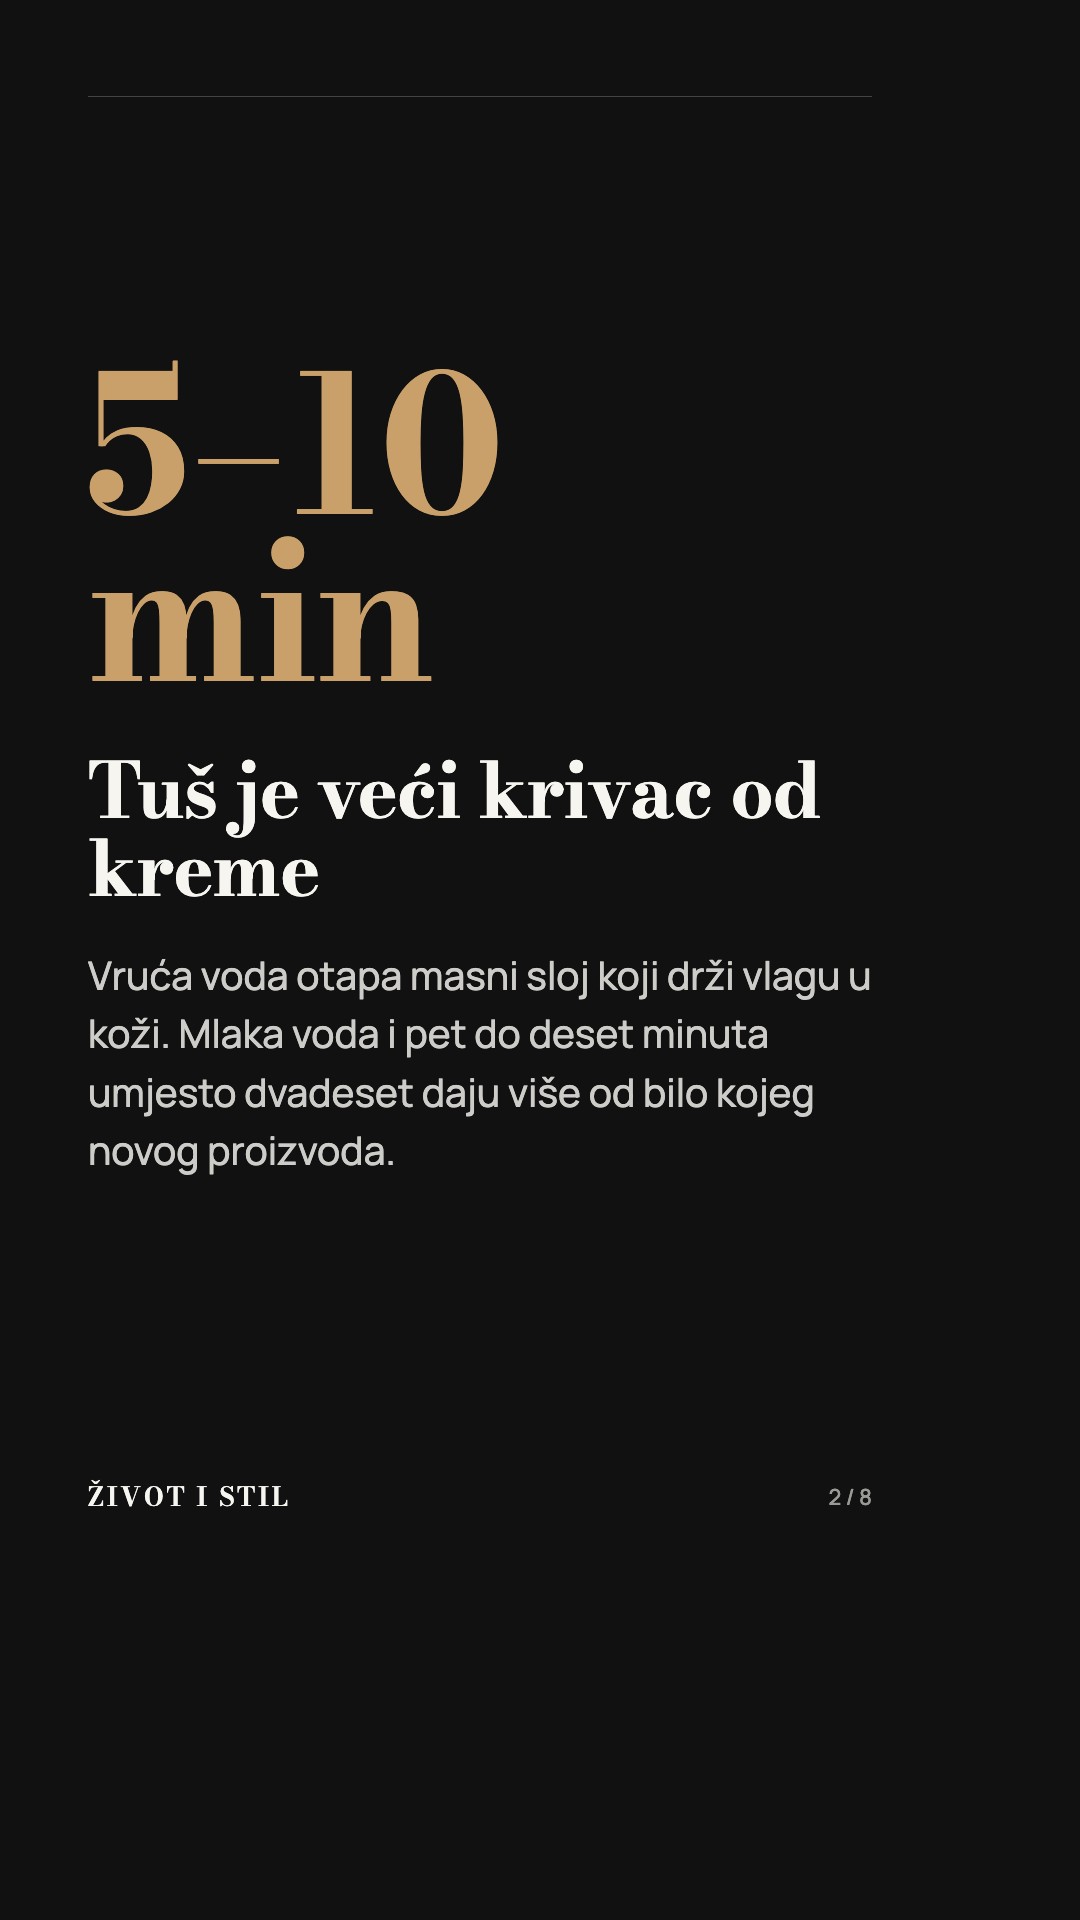 5–10
min
Tuš je veći krivac od
kreme
Vruća voda otapa masni sloj koji drži vlagu u
koži. Mlaka voda i pet do deset minuta
umjesto dvadeset daju više od bilo kojeg
novog proizvoda.
ŽIVOT I STIL
2 / 8